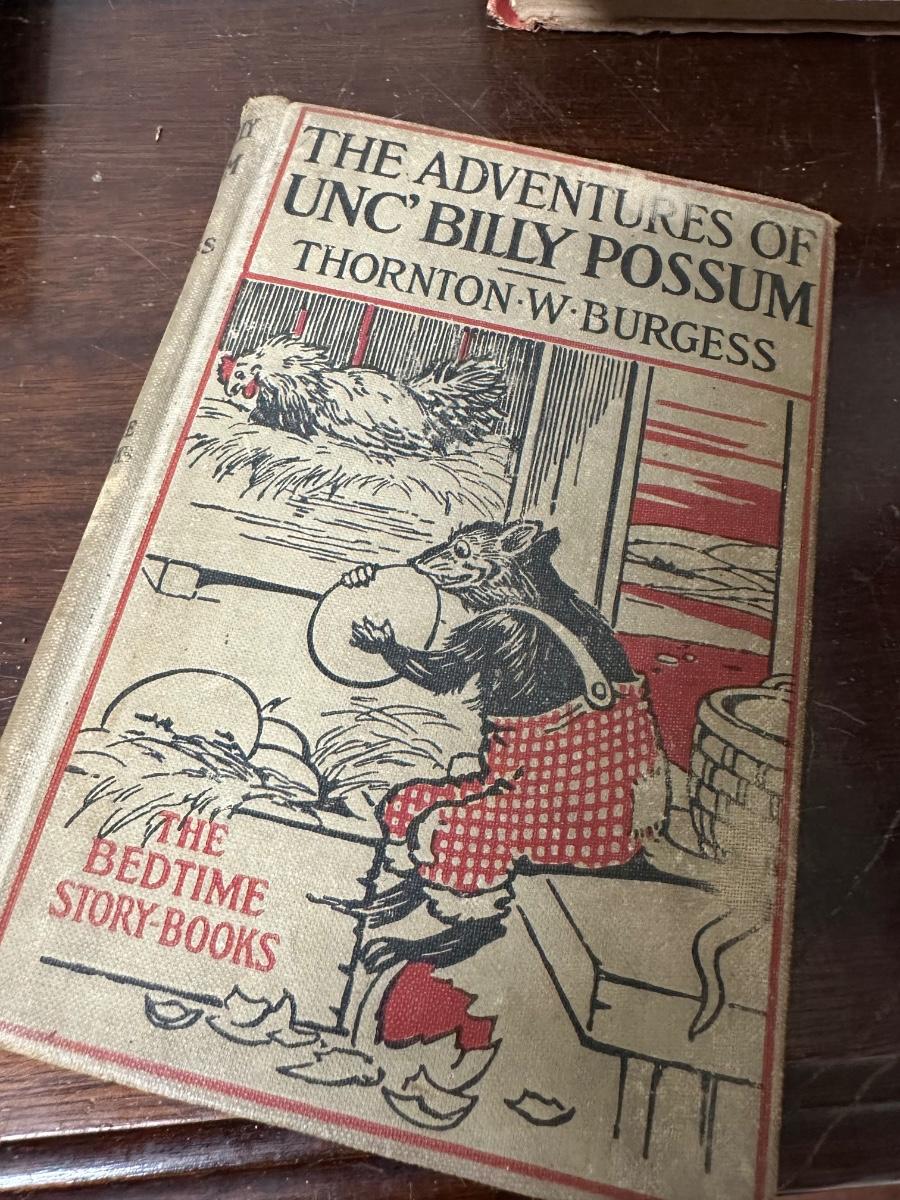 THE ADVENTURES OF
UNC' BILLY POSSUM
THORNTON·W·BURGESS
THE
BEDTIME
STORY-BOOKS